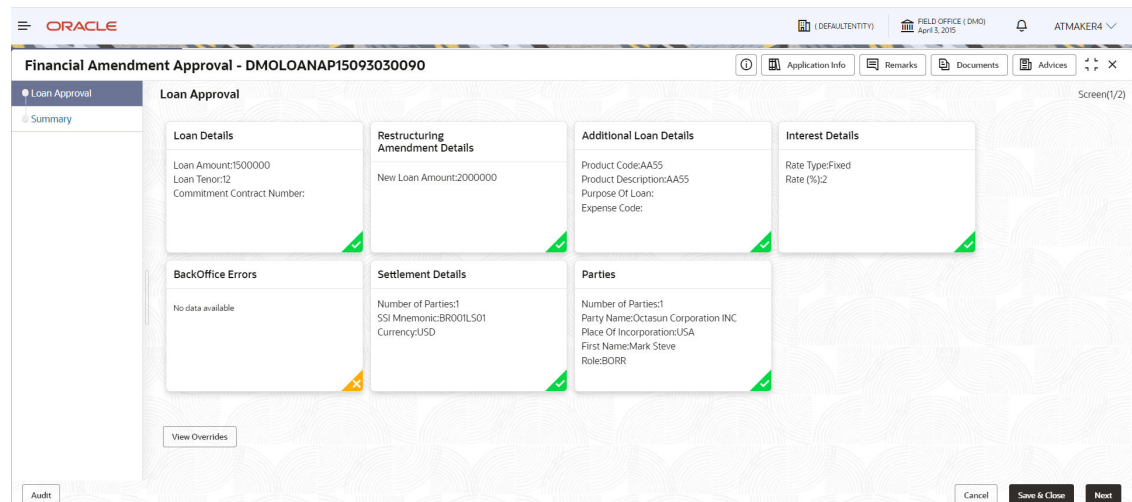 ORACLE
( DEFAULTENTITY)
FIELD OFFICE ( DMO)
April 3, 2015
ATMAKER4
Financial Amendment Approval - DMOLOANAP15093030090
Application Info
Remarks
Documents
Advices
Loan Approval
Summary
Loan Approval
Screen(1/2)
Loan Details
Loan Amount:1500000
Loan Tenor:12
Commitment Contract Number:
Restructuring
Amendment Details
New Loan Amount:2000000
Additional Loan Details
Product Code:AA55
Product Description:AA55
Purpose Of Loan:
Expense Code:
Interest Details
Rate Type:Fixed
Rate (%):2
BackOffice Errors
No data available
Settlement Details
Number of Parties:1
SSI Mnemonic:BR001LS01
Currency:USD
Parties
Number of Parties:1
Party Name:Octasun Corporation INC
Place Of Incorporation:USA
First Name:Mark Steve
Role:BORR
View Overrides
Audit
Cancel
Save & Close
Next